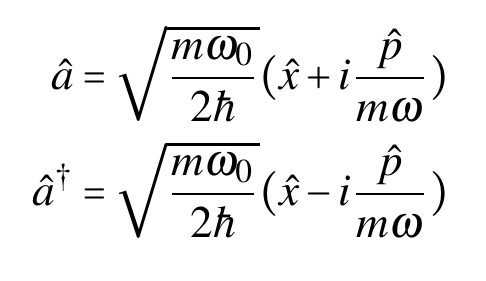 â = √(mω₀/2ħ) (x̂ + i p̂/mω)
↠= √(mω₀/2ħ) (x̂ − i p̂/mω)